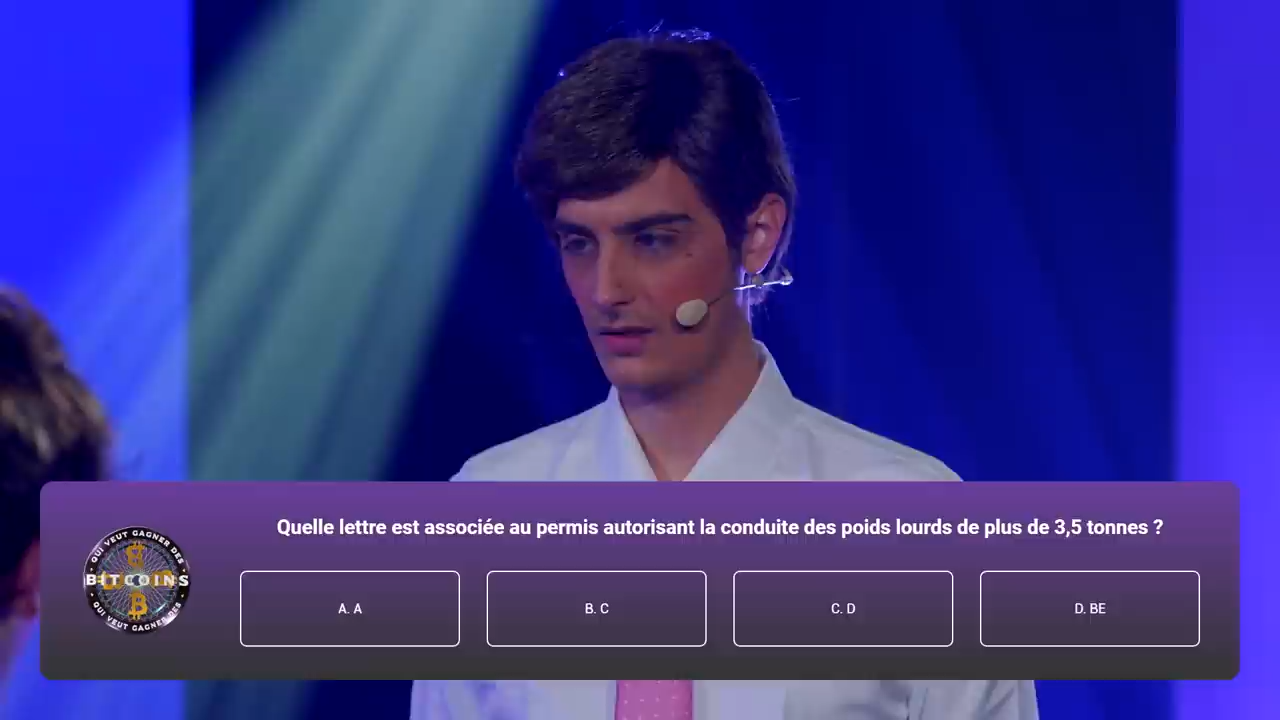 Quelle lettre est associée au permis autorisant la conduite des poids lourds de plus de 3,5 tonnes ?
QUI VEUT GAGNER DES
BITCOINS
QUI VEUT GAGNER DES
A. A
B. C
C. D
D. BE